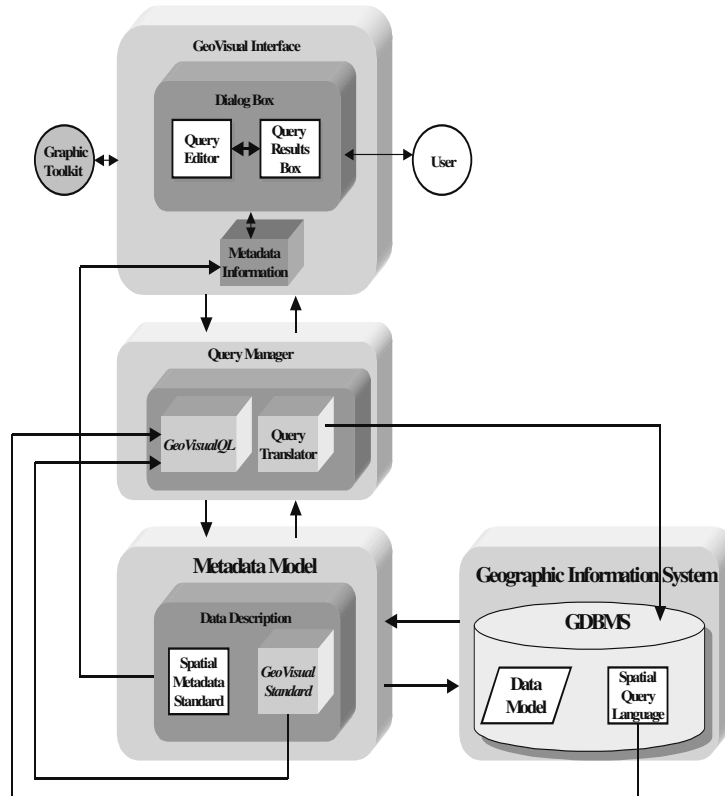 GeoVisual Interface
Dialog Box
Query
Editor
Query
Results
Box
Graphic
Toolkit
User
Metadata
Information
Query Manager
GeoVisualQL
Query
Translator
Metadata Model
Data Description
Spatial
Metadata
Standard
GeoVisual
Standard
Geographic Information System
GDBMS
Data
Model
Spatial
Query
Language